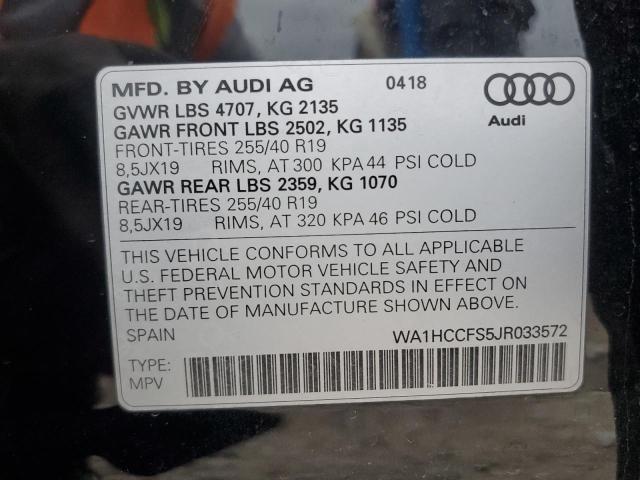 MFD. BY AUDI AG 0418
GVWR LBS 4707, KG 2135
GAWR FRONT LBS 2502, KG 1135
Audi
FRONT-TIRES 255/40 R19
8,5JX19 RIMS, AT 300 KPA 44 PSI COLD
GAWR REAR LBS 2359, KG 1070
REAR-TIRES 255/40 R19
8,5JX19 RIMS, AT 320 KPA 46 PSI COLD
THIS VEHICLE CONFORMS TO ALL APPLICABLE
U.S. FEDERAL MOTOR VEHICLE SAFETY AND
THEFT PREVENTION STANDARDS IN EFFECT ON
THE DATE OF MANUFACTURE SHOWN ABOVE.
SPAIN WA1HCCFS5JR033572
TYPE:
MPV